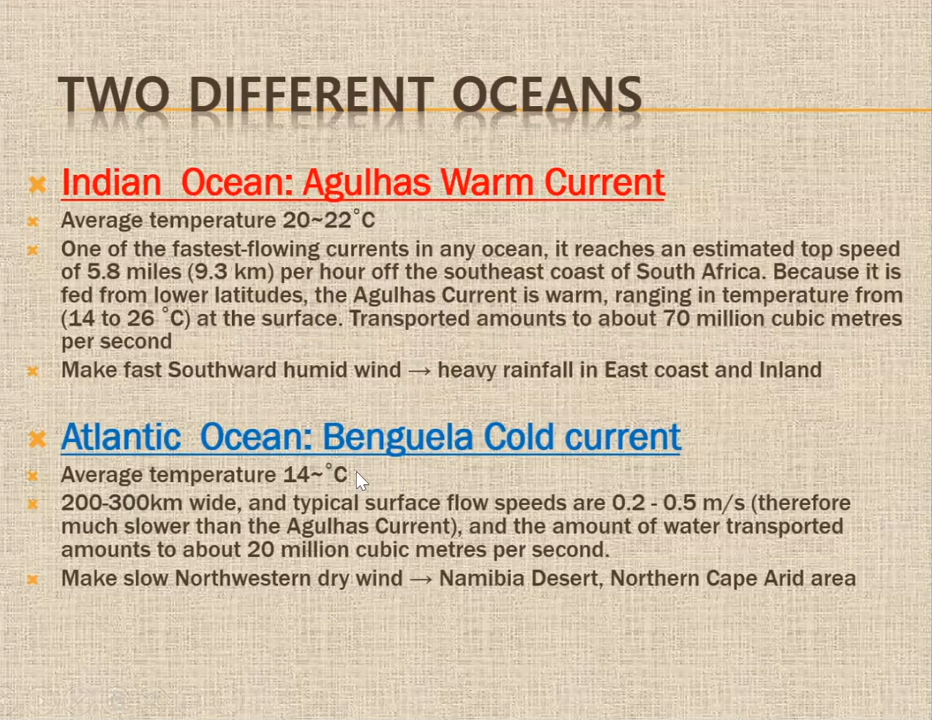 TWO DIFFERENT OCEANS
Indian Ocean: Agulhas Warm Current
Average temperature 20~22˚C
One of the fastest-flowing currents in any ocean, it reaches an estimated top speed
of 5.8 miles (9.3 km) per hour off the southeast coast of South Africa. Because it is
fed from lower latitudes, the Agulhas Current is warm, ranging in temperature from
(14 to 26 ˚C) at the surface. Transported amounts to about 70 million cubic metres
per second
Make fast Southward humid wind → heavy rainfall in East coast and Inland
Atlantic Ocean: Benguela Cold current
Average temperature 14~˚C
200-300km wide, and typical surface flow speeds are 0.2 - 0.5 m/s (therefore
much slower than the Agulhas Current), and the amount of water transported
amounts to about 20 million cubic metres per second.
Make slow Northwestern dry wind → Namibia Desert, Northern Cape Arid area